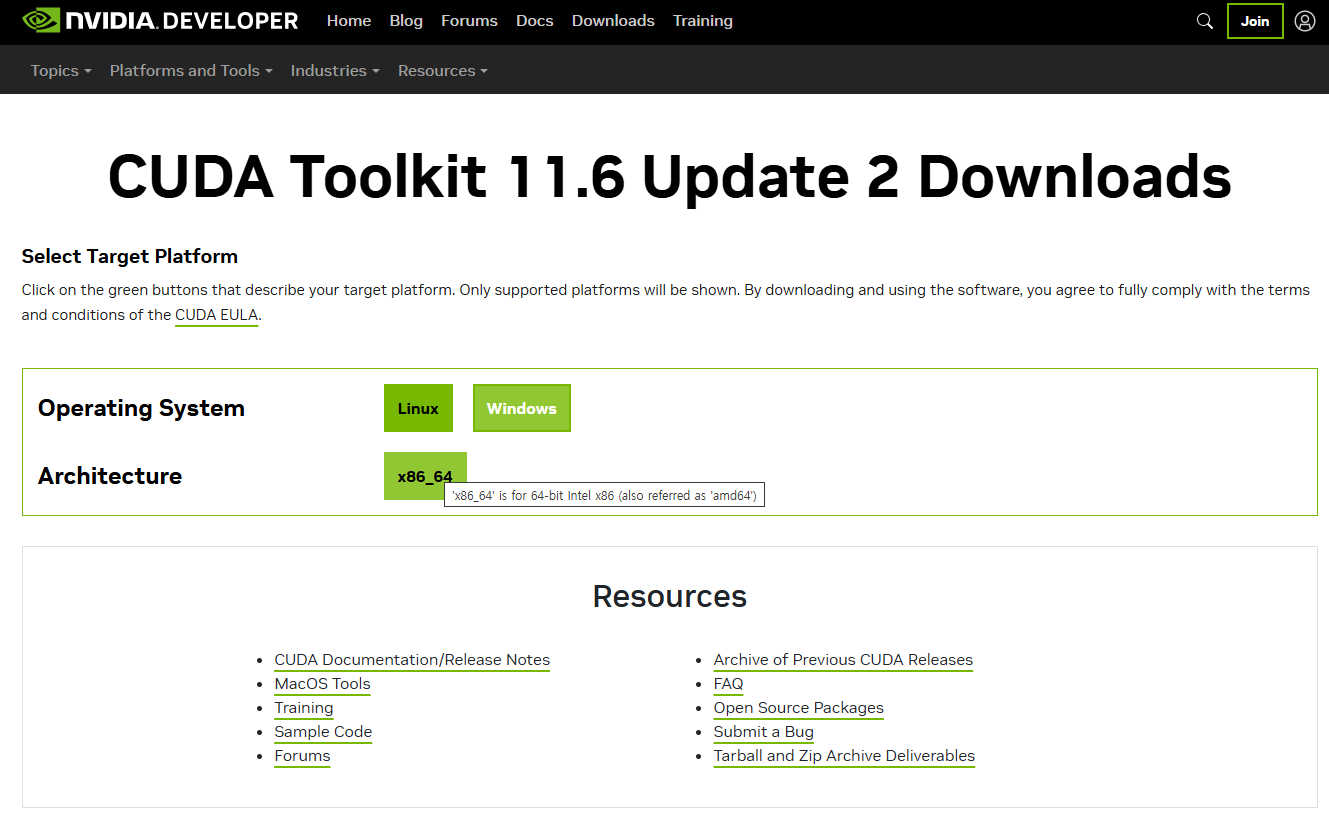 NVIDIA. DEVELOPER Home Blog Forums Docs Downloads Training Join
Topics Platforms and Tools Industries Resources
CUDA Toolkit 11.6 Update 2 Downloads
Select Target Platform
Click on the green buttons that describe your target platform. Only supported platforms will be shown. By downloading and using the software, you agree to fully comply with the terms
and conditions of the CUDA EULA.
Operating System Linux Windows
Architecture x86_64
'x86_64' is for 64-bit Intel x86 (also referred as 'amd64')
Resources
CUDA Documentation/Release Notes
MacOS Tools
Training
Sample Code
Forums
Archive of Previous CUDA Releases
FAQ
Open Source Packages
Submit a Bug
Tarball and Zip Archive Deliverables